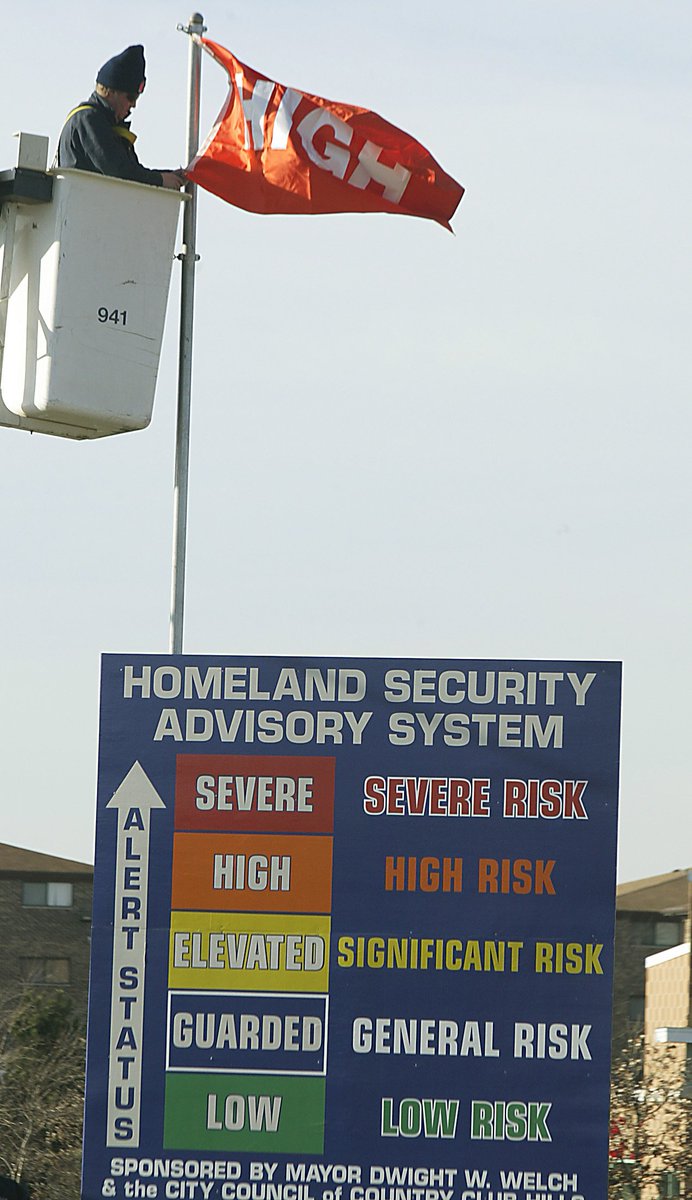 HIGH
941
HOMELAND SECURITY
ADVISORY SYSTEM
ALERT STATUS
SEVERE SEVERE RISK
HIGH HIGH RISK
ELEVATED SIGNIFICANT RISK
GUARDED GENERAL RISK
LOW LOW RISK
SPONSORED BY MAYOR DWIGHT W. WELCH
& the CITY COUNCIL of COUNTRY CLUB HILLS